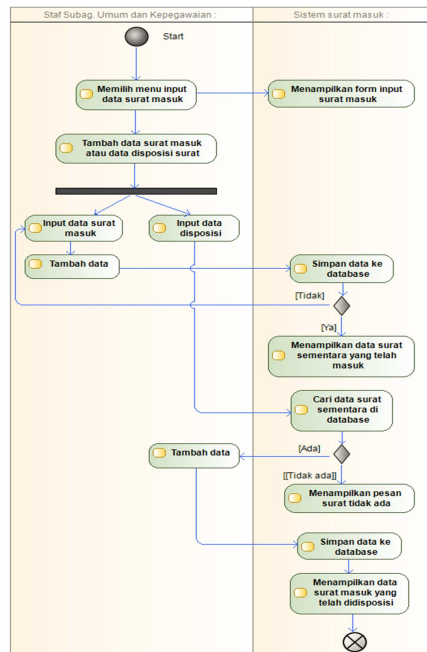 Staf Subag. Umum dan Kepegawaian :
Sistem surat masuk :
Start
Memilih menu input
data surat masuk
Menampilkan form input
surat masuk
Tambah data surat masuk
atau data disposisi surat
Input data surat
masuk
Input data
disposisi
Tambah data
Simpan data ke
database
[Tidak]
[Ya]
Menampilkan data surat
sementara yang telah
masuk
Cari data surat
sementara di
database
[Ada]
Tambah data
[[Tidak ada]]
Menampilkan pesan
surat tidak ada
Simpan data ke
database
Menampilkan data
surat masuk yang
telah didisposisi